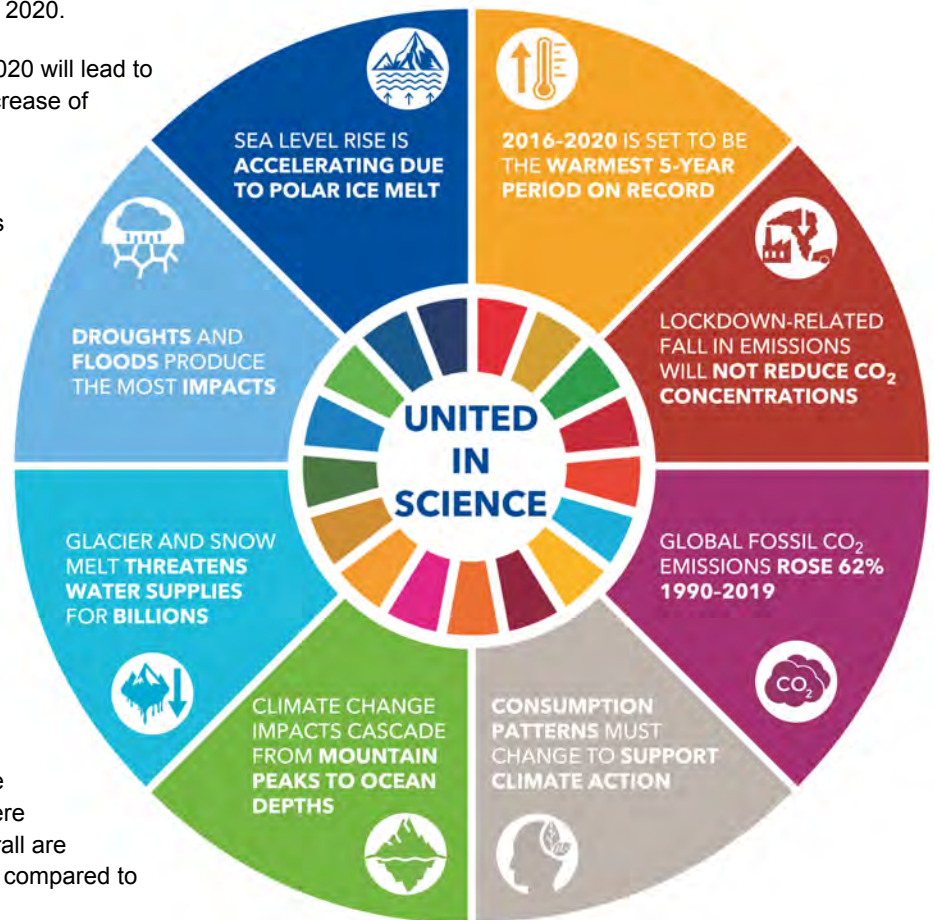 2020.
020 will lead to
crease of
s
e
ere
all are
compared to
SEA LEVEL RISE IS
ACCELERATING DUE
TO POLAR ICE MELT
2016-2020 IS SET TO BE
THE WARMEST 5-YEAR
PERIOD ON RECORD
LOCKDOWN-RELATED
FALL IN EMISSIONS
WILL NOT REDUCE CO₂
CONCENTRATIONS
GLOBAL FOSSIL CO₂
EMISSIONS ROSE 62%
1990-2019
CO₂
CONSUMPTION
PATTERNS MUST
CHANGE TO SUPPORT
CLIMATE ACTION
CLIMATE CHANGE
IMPACTS CASCADE
FROM MOUNTAIN
PEAKS TO OCEAN
DEPTHS
GLACIER AND SNOW
MELT THREATENS
WATER SUPPLIES
FOR BILLIONS
DROUGHTS AND
FLOODS PRODUCE
THE MOST IMPACTS
UNITED
IN
SCIENCE